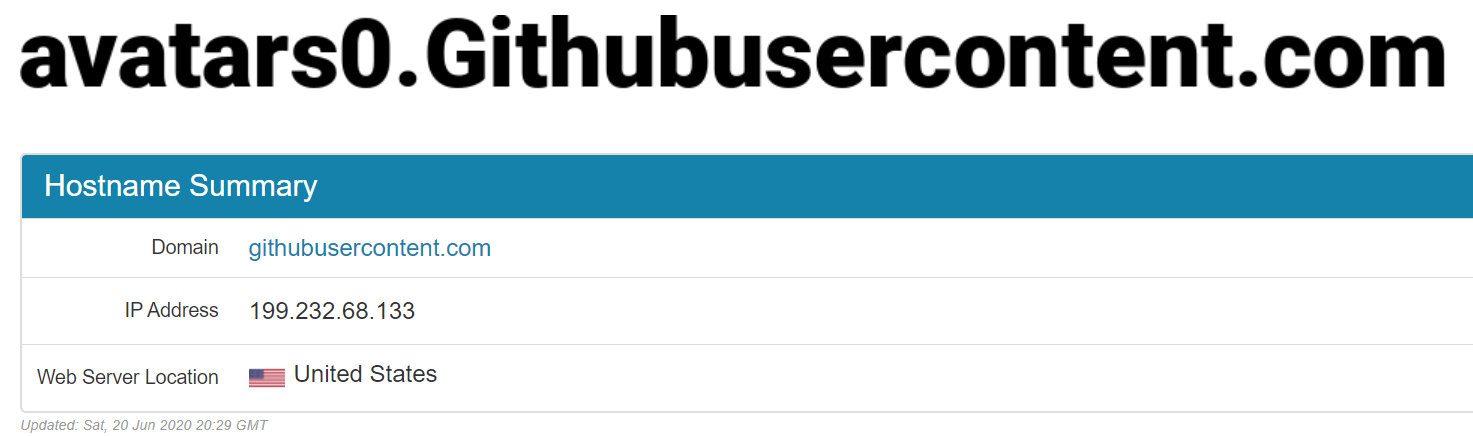 avatars0.Githubusercontent.com
Hostname Summary
Domain githubusercontent.com
IP Address 199.232.68.133
Web Server Location United States
Updated: Sat, 20 Jun 2020 20:29 GMT